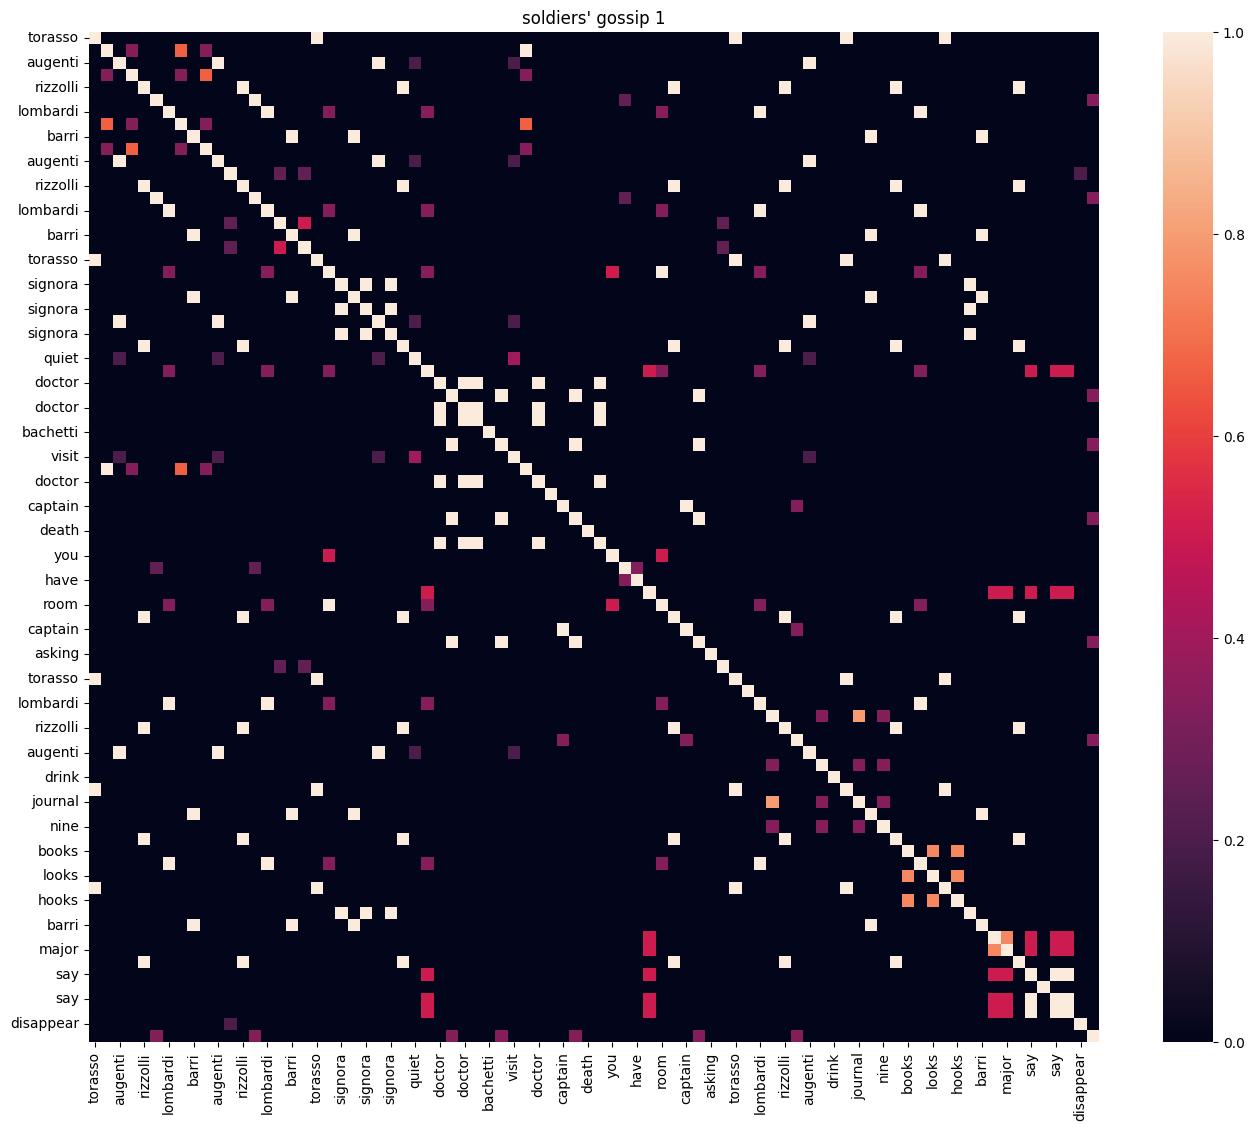 soldiers' gossip 1
torasso
augenti
rizzolli
lombardi
barri
augenti
rizzolli
lombardi
barri
torasso
signora
signora
signora
quiet
doctor
doctor
bachetti
visit
doctor
captain
death
you
have
room
captain
asking
torasso
lombardi
rizzolli
augenti
drink
journal
nine
books
looks
hooks
barri
major
say
say
disappear
1.0
0.8
0.6
0.4
0.2
0.0
torasso
augenti
rizzolli
lombardi
barri
augenti
rizzolli
lombardi
barri
torasso
signora
signora
signora
quiet
doctor
doctor
bachetti
visit
doctor
captain
death
you
have
room
captain
asking
torasso
lombardi
rizzolli
augenti
drink
journal
nine
books
looks
hooks
barri
major
say
say
disappear